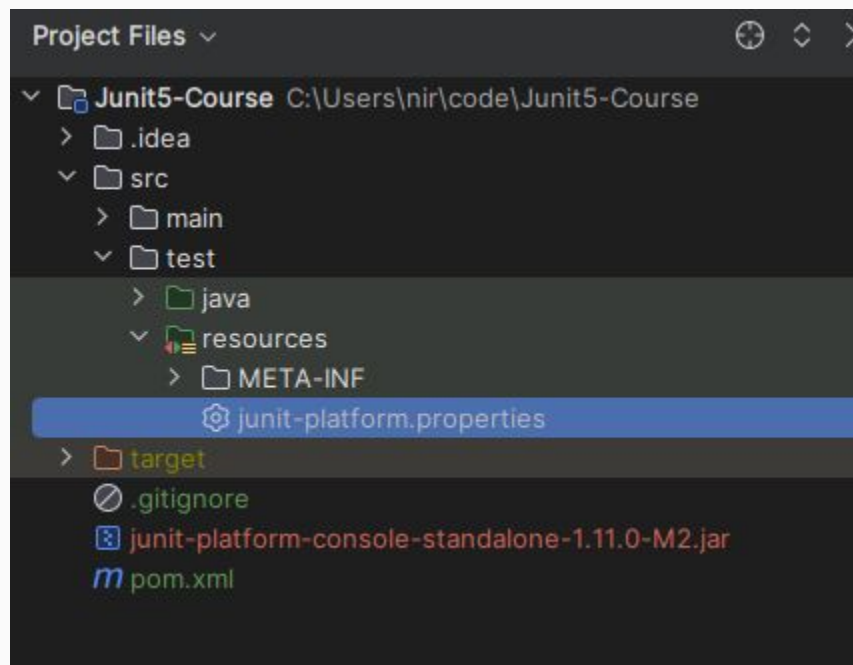 Project Files
Junit5-Course C:\Users\nir\code\Junit5-Course
.idea
src
main
test
java
resources
META-INF
junit-platform.properties
target
.gitignore
junit-platform-console-standalone-1.11.0-M2.jar
m pom.xml